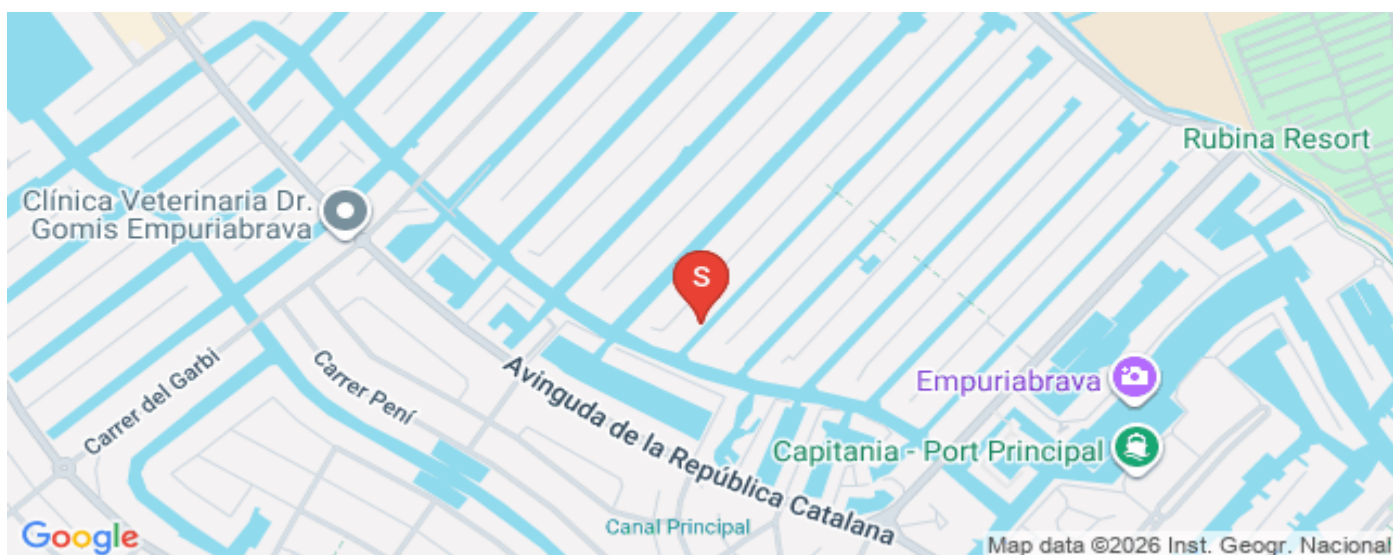 Rubina Resort
Clínica Veterinaria Dr.
Gomis Empuriabrava
S
Carrer del Garbi
Carrer Pení
Avinguda de la República Catalana
Empuriabrava
Capitania - Port Principal
Canal Principal
Google
Map data ©2026 Inst. Geogr. Nacional